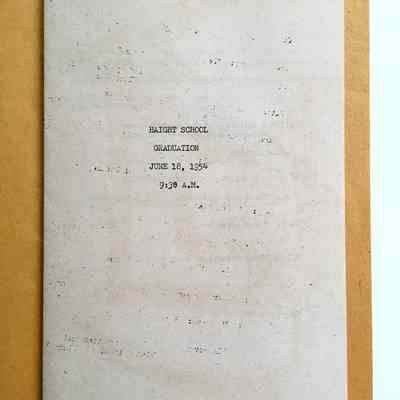 HAIGHT SCHOOL
GRADUATION
JUNE 18, 1954
9:30 A.M.